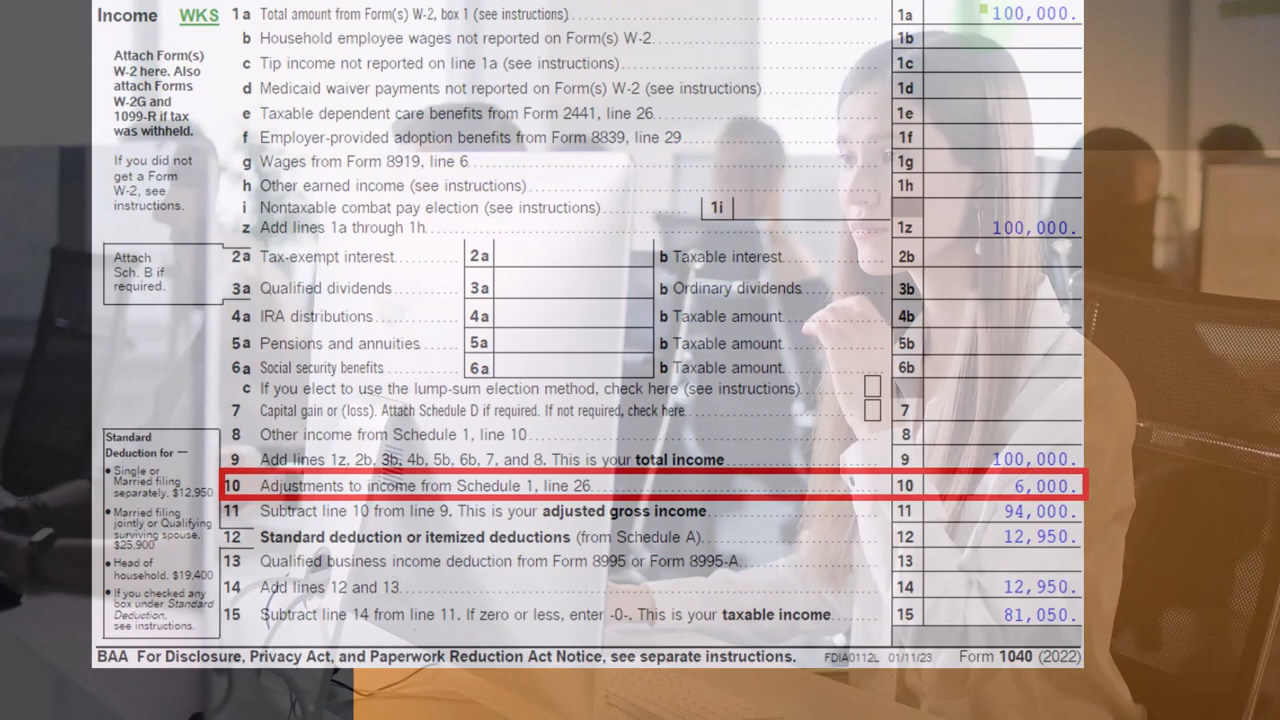 Income WKS 1a Total amount from Form(s) W-2, box 1 (see instructions) 1a 100,000.
b Household employee wages not reported on Form(s) W-2 1b
Attach Form(s)
W-2 here. Also
attach Forms
W-2G and
1099-R if tax
was withheld.
c Tip income not reported on line 1a (see instructions) 1c
d Medicaid waiver payments not reported on Form(s) W-2 (see instructions) 1d
e Taxable dependent care benefits from Form 2441, line 26 1e
f Employer-provided adoption benefits from Form 8839, line 29 1f
If you did not
get a Form
W-2, see
instructions.
g Wages from Form 8919, line 6 1g
h Other earned income (see instructions) 1h
i Nontaxable combat pay election (see instructions) 1i
z Add lines 1a through 1h 1z 100,000.
Attach
Sch. B if
required.
2a Tax-exempt interest 2a b Taxable interest 2b
3a Qualified dividends 3a b Ordinary dividends 3b
4a IRA distributions 4a b Taxable amount 4b
5a Pensions and annuities 5a b Taxable amount 5b
6a Social security benefits 6a b Taxable amount 6b
c If you elect to use the lump-sum election method, check here (see instructions)
7 Capital gain or (loss). Attach Schedule D if required. If not required, check here 7
8 Other income from Schedule 1, line 10 8
9 Add lines 1z, 2b, 3b, 4b, 5b, 6b, 7, and 8. This is your total income 9 100,000.
Standard
Deduction for —
• Single or
Married filing
separately, $12,950
• Married filing
jointly or Qualifying
surviving spouse,
$25,900
• Head of
household, $19,400
• If you checked any
box under Standard
Deduction,
see instructions.
10 Adjustments to income from Schedule 1, line 26 10 6,000.
11 Subtract line 10 from line 9. This is your adjusted gross income 11 94,000.
12 Standard deduction or itemized deductions (from Schedule A) 12 12,950.
13 Qualified business income deduction from Form 8995 or Form 8995-A 13
14 Add lines 12 and 13 14 12,950.
15 Subtract line 14 from line 11. If zero or less, enter -0-. This is your taxable income 15 81,050.
BAA For Disclosure, Privacy Act, and Paperwork Reduction Act Notice, see separate instructions. FDIA0112L 01/11/23 Form 1040 (2022)